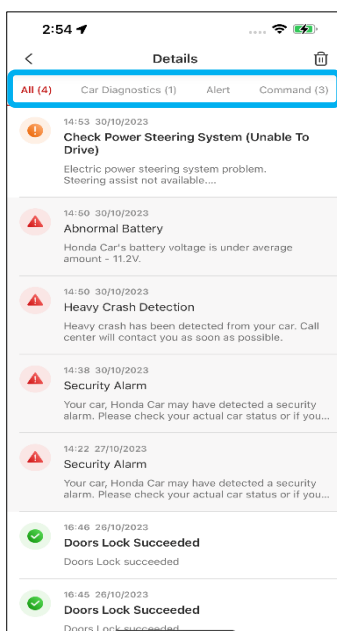 2:54
Details
All (4) Car Diagnostics (1) Alert Command (3)
14:53 30/10/2023
Check Power Steering System (Unable To
Drive)
Electric power steering system problem.
Steering assist not available....
14:50 30/10/2023
Abnormal Battery
Honda Car's battery voltage is under average
amount - 11.2V.
14:50 30/10/2023
Heavy Crash Detection
Heavy crash has been detected from your car. Call
center will contact you as soon as possible.
14:38 30/10/2023
Security Alarm
Your car, Honda Car may have detected a security
alarm. Please check your actual car status or if you...
14:22 27/10/2023
Security Alarm
Your car, Honda Car may have detected a security
alarm. Please check your actual car status or if you...
16:46 26/10/2023
Doors Lock Succeeded
Doors Lock succeeded
16:45 26/10/2023
Doors Lock Succeeded
Doors Lock succeeded